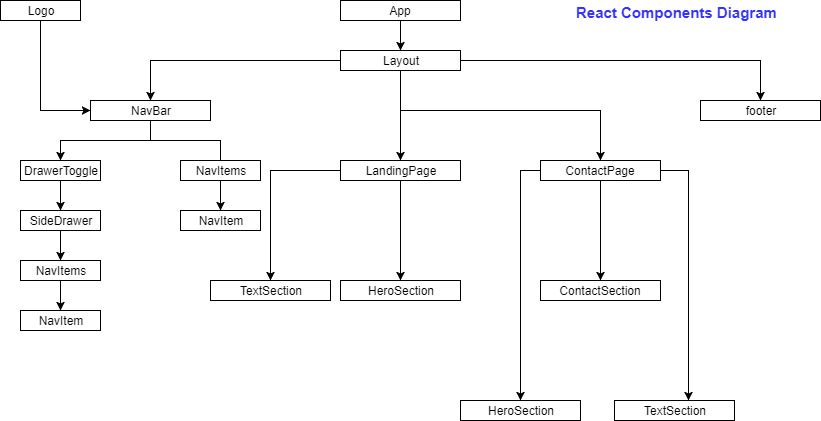 Logo
App
React Components Diagram
Layout
NavBar
footer
DrawerToggle
NavItems
LandingPage
ContactPage
SideDrawer
NavItem
NavItems
TextSection
HeroSection
ContactSection
NavItem
HeroSection
TextSection